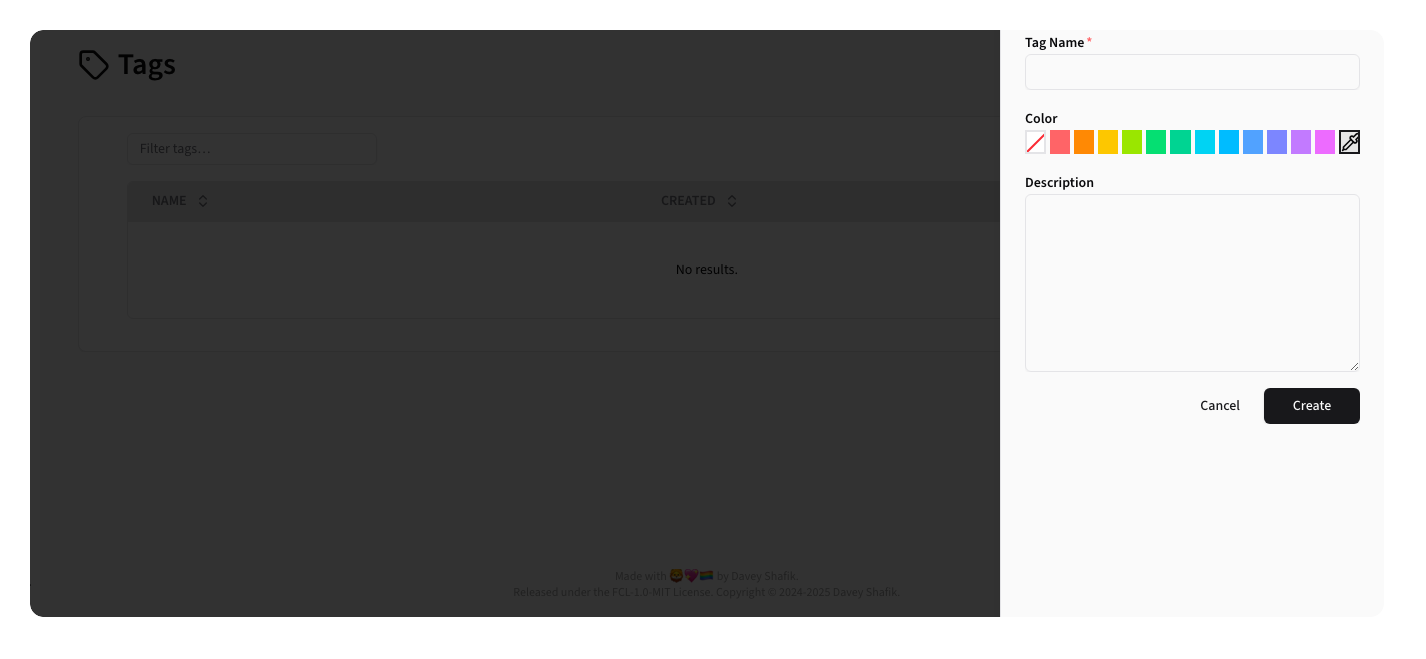 Tags
Filter tags...
NAME
CREATED
No results.
Made with 🦁💖🏳️‍🌈 by Davey Shafik.
Released under the FCL-1.0-MIT License. Copyright © 2024-2025 Davey Shafik.
Tag Name *
Color
Description
Cancel
Create